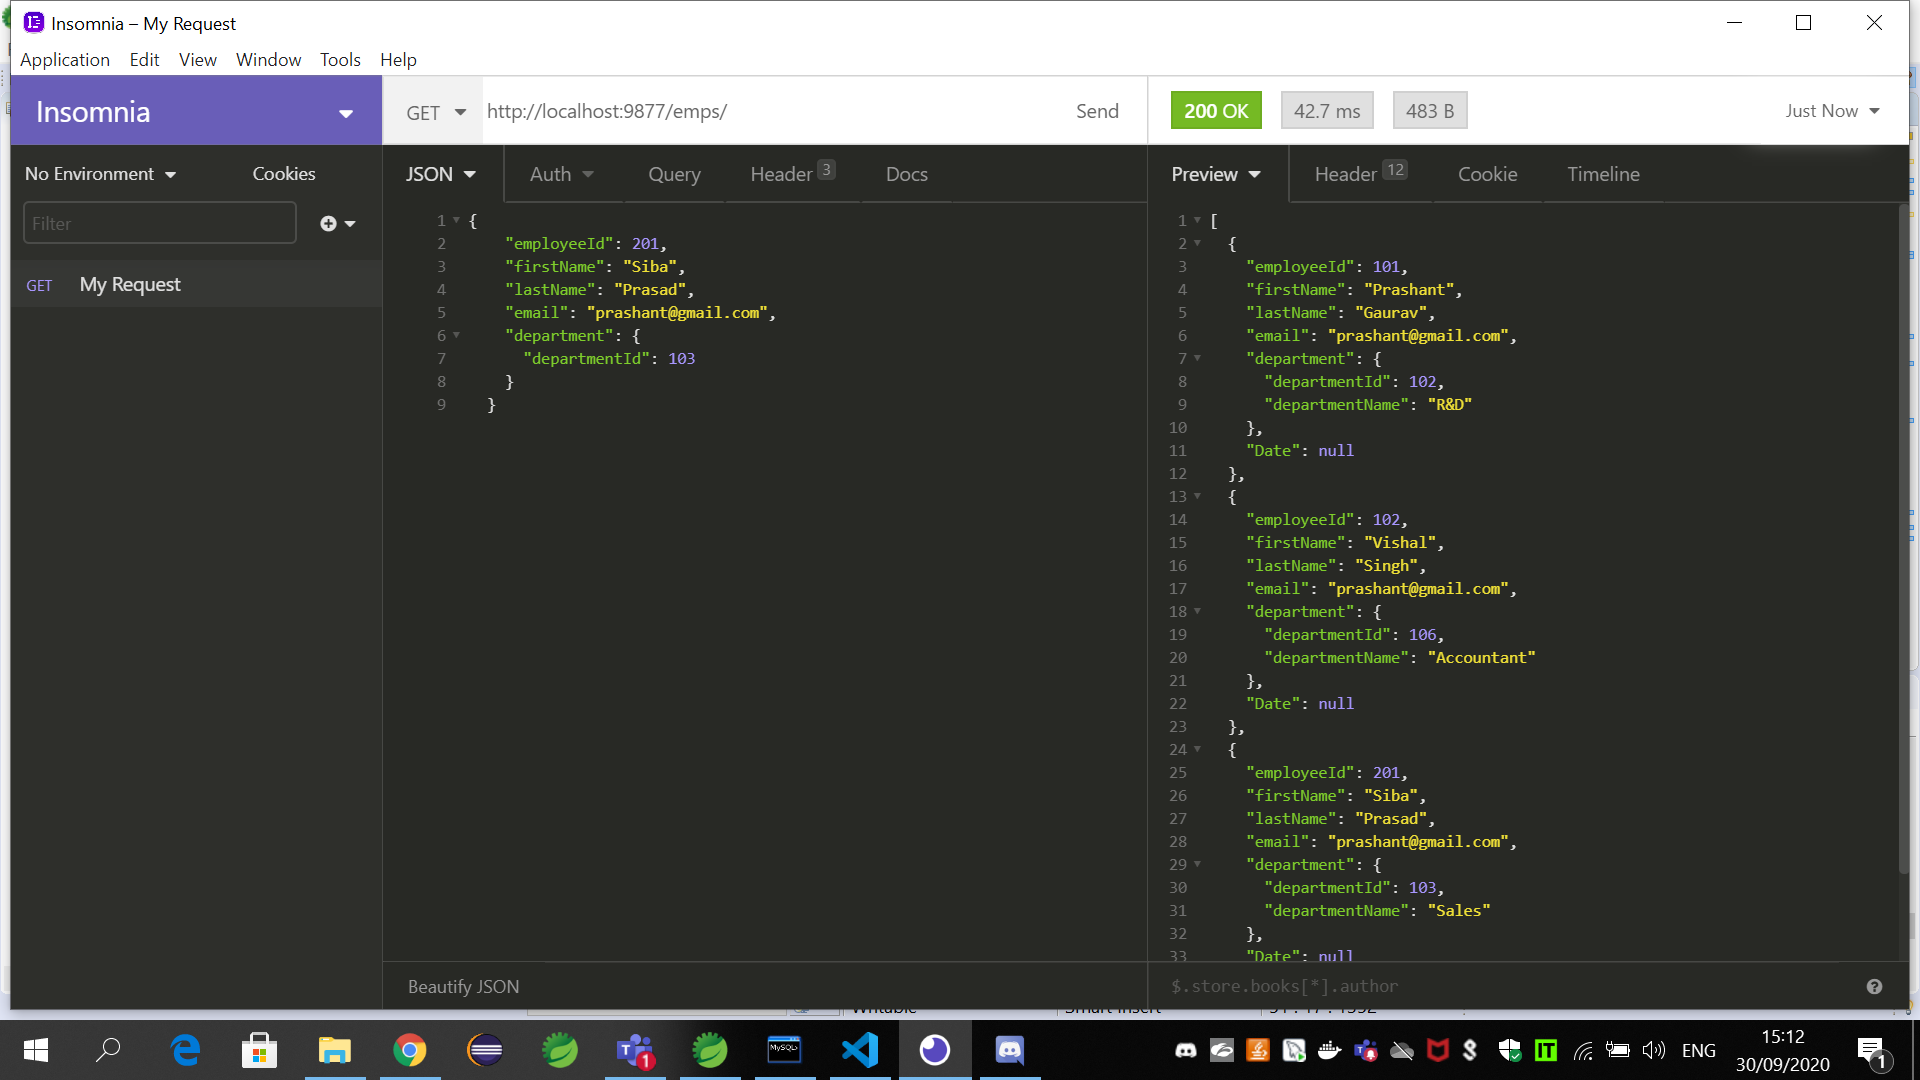 Insomnia – My Request
Application Edit View Window Tools Help
Insomnia
GET http://localhost:9877/emps/ Send
200 OK 42.7 ms 483 B Just Now
No Environment Cookies
JSON Auth Query Header 3 Docs
Preview Header 12 Cookie Timeline
Filter
GET My Request
1 {
2 "employeeId": 201,
3 "firstName": "Siba",
4 "lastName": "Prasad",
5 "email": "prashant@gmail.com",
6 "department": {
7 "departmentId": 103
8 }
9 }
Beautify JSON
1 [
2 {
3 "employeeId": 101,
4 "firstName": "Prashant",
5 "lastName": "Gaurav",
6 "email": "prashant@gmail.com",
7 "department": {
8 "departmentId": 102,
9 "departmentName": "R&D"
10 },
11 "Date": null
12 },
13 {
14 "employeeId": 102,
15 "firstName": "Vishal",
16 "lastName": "Singh",
17 "email": "prashant@gmail.com",
18 "department": {
19 "departmentId": 106,
20 "departmentName": "Accountant"
21 },
22 "Date": null
23 },
24 {
25 "employeeId": 201,
26 "firstName": "Siba",
27 "lastName": "Prasad",
28 "email": "prashant@gmail.com",
29 "department": {
30 "departmentId": 103,
31 "departmentName": "Sales"
32 },
33 "Date": null
$.store.books[*].author
Writable Smart Insert
MySQL
1
ENG
15:12
30/09/2020
1